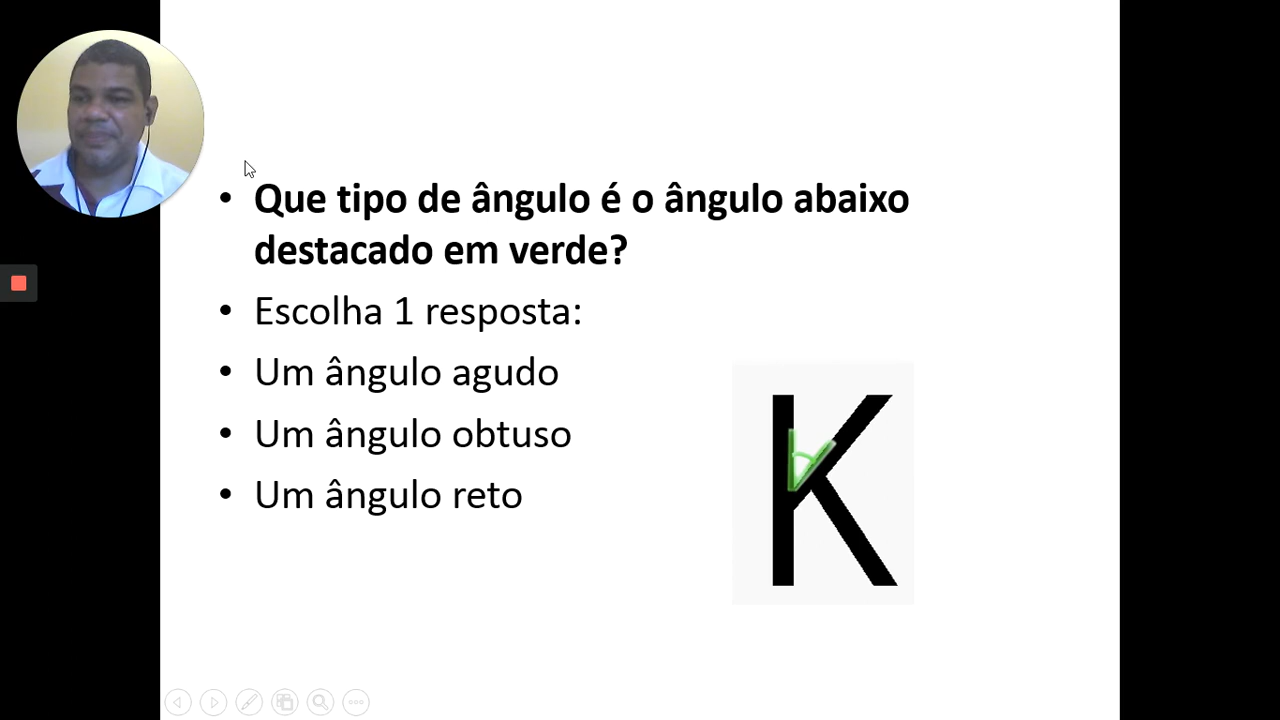 • Que tipo de ângulo é o ângulo abaixo
destacado em verde?
• Escolha 1 resposta:
• Um ângulo agudo
• Um ângulo obtuso
• Um ângulo reto
K